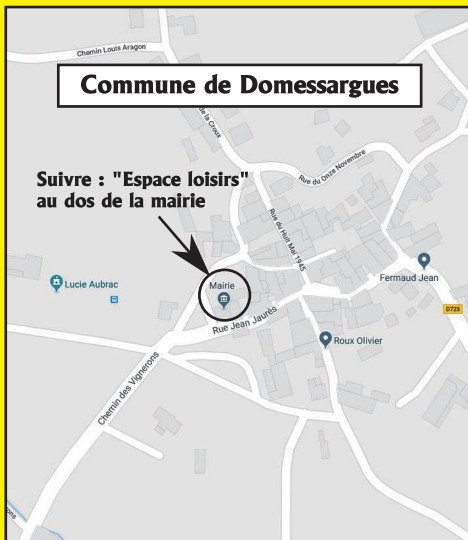 Chemin Louis Aragon
Commune de Domessargues
de la Croux
Rue du Onze Novembre
Suivre : "Espace loisirs"
au dos de la mairie
Rue du Huit Mai 1945
Lucie Aubrac
Mairie
Fermaud Jean
D723
Rue Jean Jaurès
Roux Olivier
Chemin des Vignerons